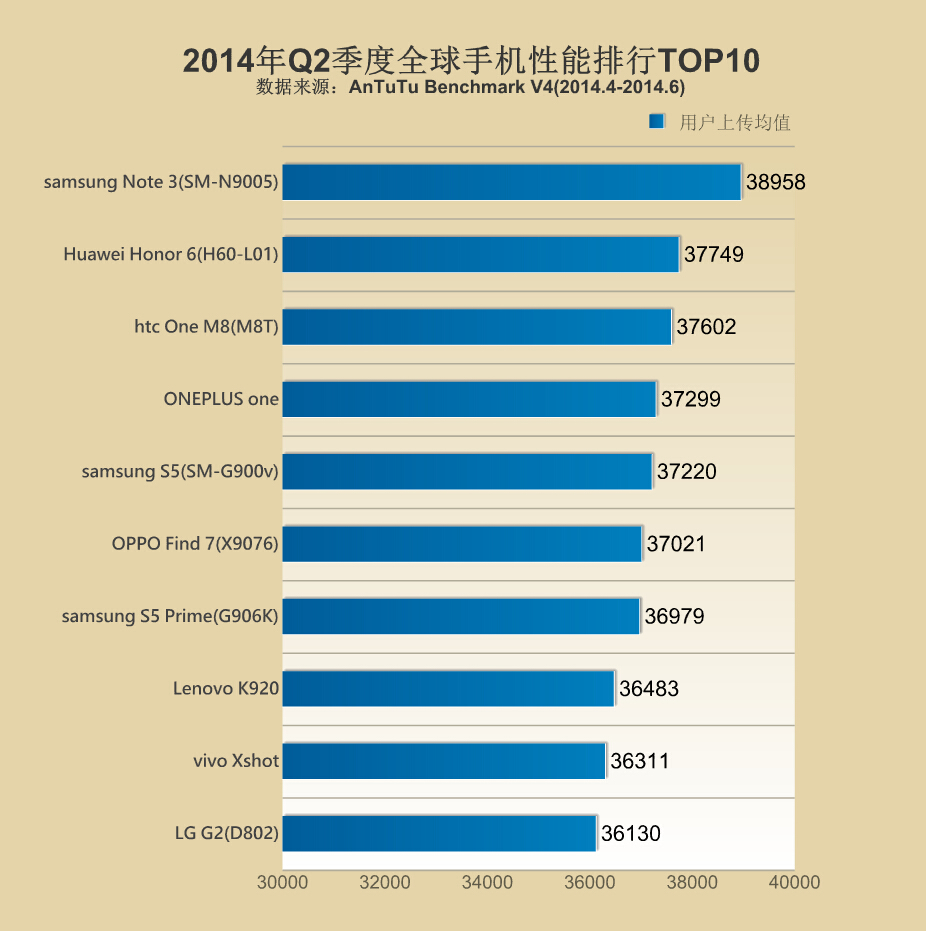 2014年Q2季度全球手机性能排行TOP10
数据来源：AnTuTu Benchmark V4(2014.4-2014.6)
用户上传均值
samsung Note 3(SM-N9005) 38958
Huawei Honor 6(H60-L01) 37749
htc One M8(M8T) 37602
ONEPLUS one 37299
samsung S5(SM-G900v) 37220
OPPO Find 7(X9076) 37021
samsung S5 Prime(G906K) 36979
Lenovo K920 36483
vivo Xshot 36311
LG G2(D802) 36130
30000 32000 34000 36000 38000 40000